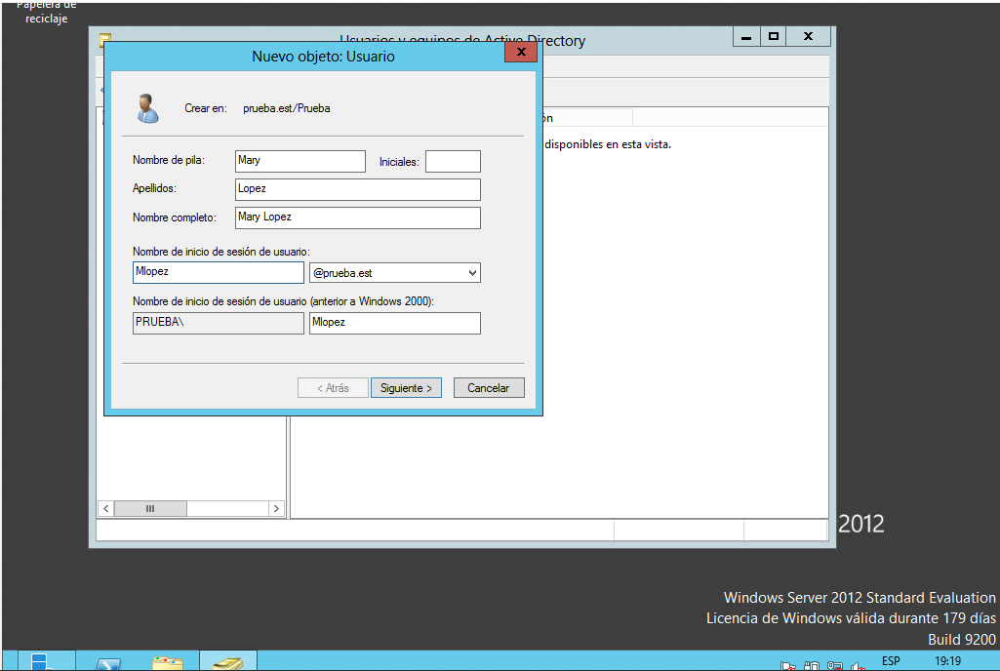 Papelera de
reciclaje
Usuarios y equipos de Active Directory
Nuevo objeto: Usuario
Crear en: prueba.est/Prueba
ón
disponibles en esta vista.
Nombre de pila: Mary Iniciales:
Apellidos: Lopez
Nombre completo: Mary Lopez
Nombre de inicio de sesión de usuario:
Mlopez @prueba.est
Nombre de inicio de sesión de usuario (anterior a Windows 2000):
PRUEBA\ Mlopez
< Atrás Siguiente > Cancelar
2012
Windows Server 2012 Standard Evaluation
Licencia de Windows válida durante 179 días
Build 9200
ESP 19:19